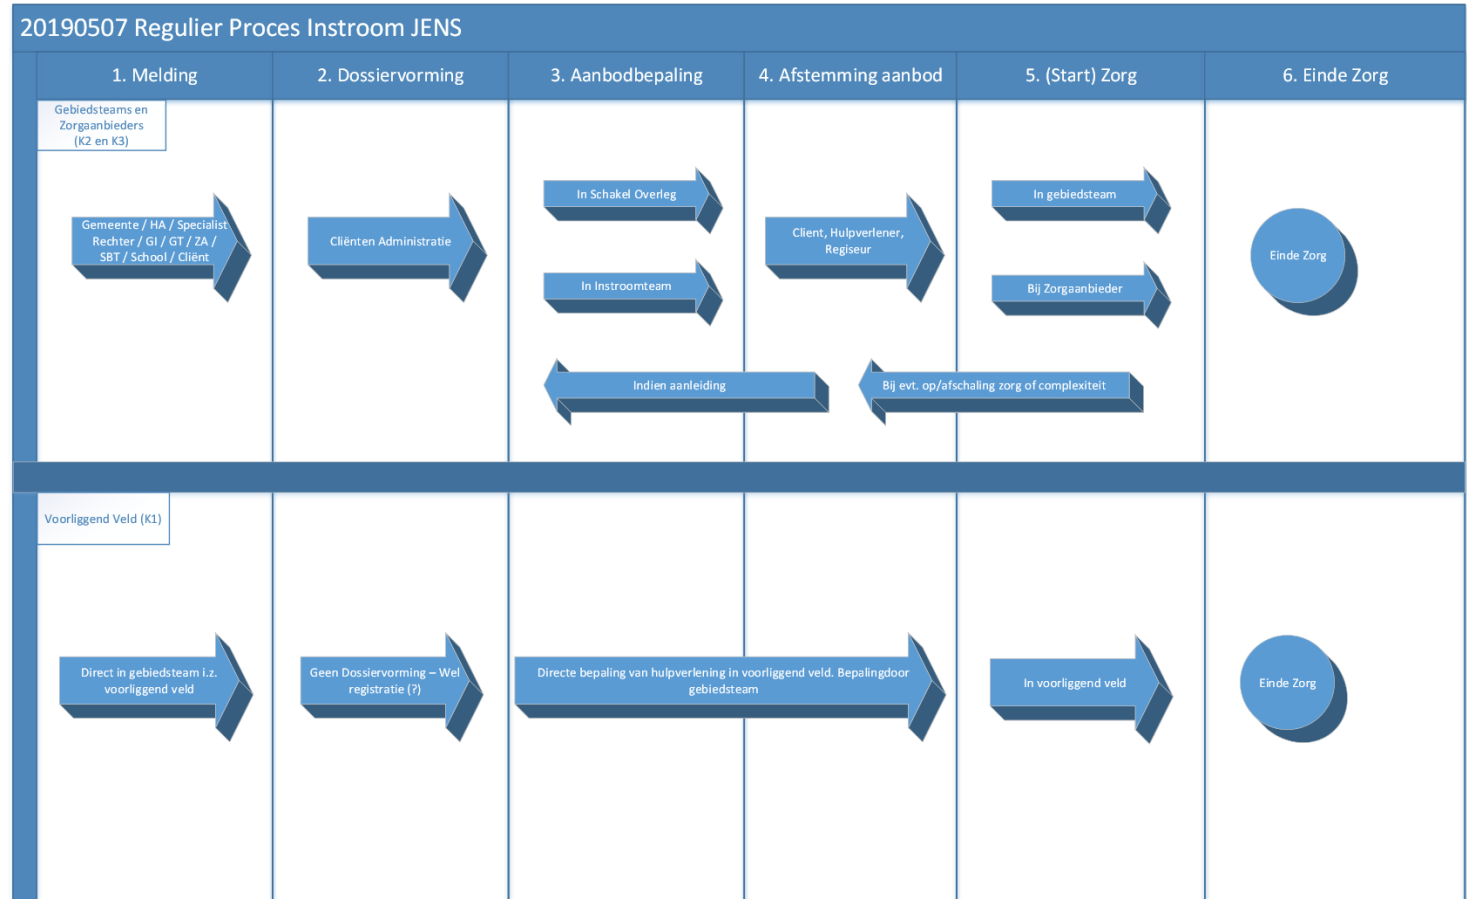 20190507 Regulier Proces Instroom JENS
1. Melding
2. Dossiervorming
3. Aanbodbepaling
4. Afstemming aanbod
5. (Start) Zorg
6. Einde Zorg
Gebiedsteams en
Zorgaanbieders
(K2 en K3)
Gemeente / HA / Specialist
Rechter / GI / GT / ZA /
SBT / School / Cliënt
Cliënten Administratie
In Schakel Overleg
In Instroomteam
Client, Hulpverlener,
Regiseur
In gebiedsteam
Bij Zorgaanbieder
Einde Zorg
Indien aanleiding
Bij evt. op/afschaling zorg of complexiteit
Voorliggend Veld (K1)
Direct in gebiedsteam i.z.
voorliggend veld
Geen Dossiervorming – Wel
registratie (?)
Directe bepaling van hulpverlening in voorliggend veld. Bepalingdoor
gebiedsteam
In voorliggend veld
Einde Zorg